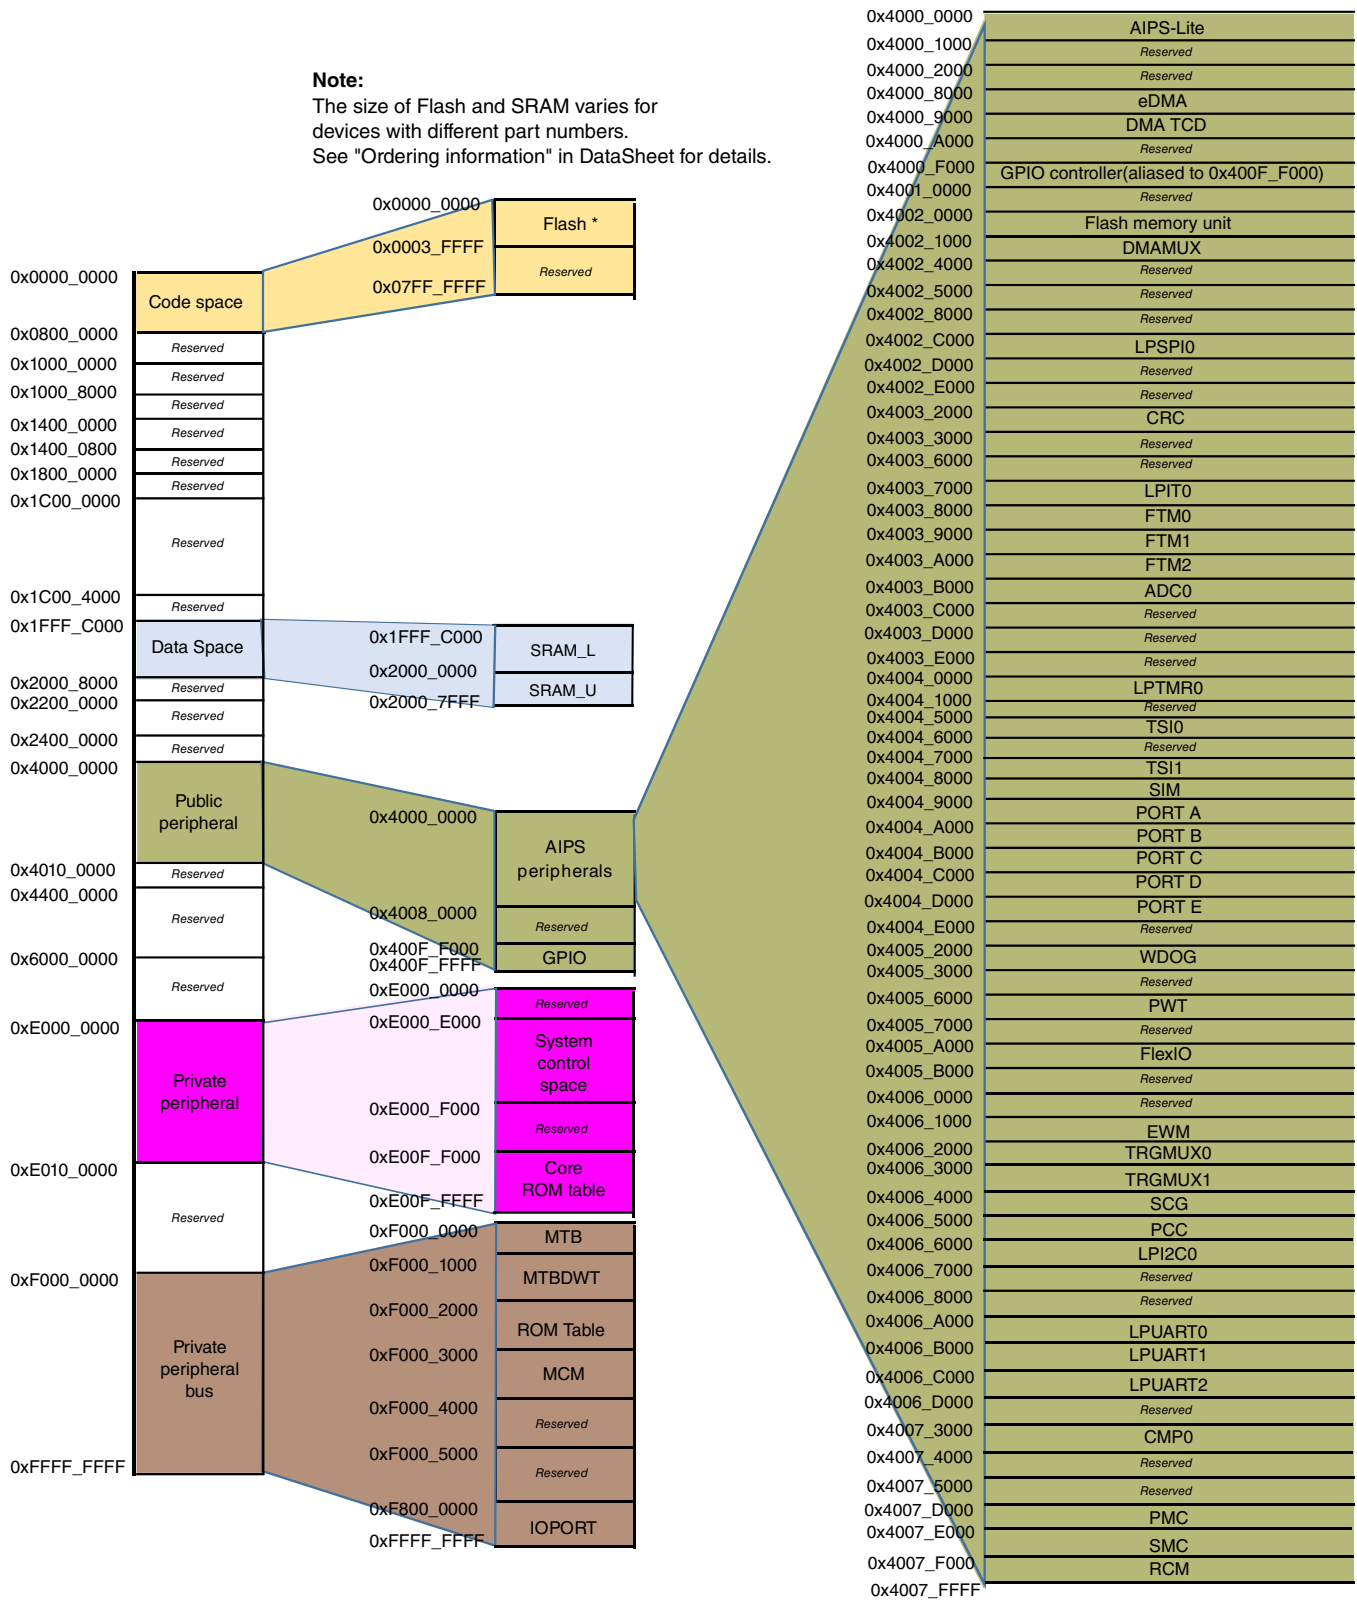 Note:
The size of Flash and SRAM varies for
devices with different part numbers.
See "Ordering information" in DataSheet for details.
0x0000_0000
Code space
0x0800_0000
Reserved
0x1000_0000
Reserved
0x1000_8000
Reserved
0x1400_0000
Reserved
0x1400_0800
Reserved
0x1800_0000
Reserved
0x1C00_0000
Reserved
0x1C00_4000
Reserved
0x1FFF_C000
Data Space
0x2000_8000
Reserved
0x2200_0000
Reserved
0x2400_0000
Reserved
0x4000_0000
Public
peripheral
0x4010_0000
Reserved
0x4400_0000
Reserved
0x6000_0000
Reserved
0xE000_0000
Private
peripheral
0xE010_0000
Reserved
0xF000_0000
Private
peripheral
bus
0xFFFF_FFFF
0x0000_0000
Flash *
0x0003_FFFF
Reserved
0x07FF_FFFF
0x1FFF_C000
SRAM_L
0x2000_0000
SRAM_U
0x2000_7FFF
0x4000_0000
AIPS
peripherals
0x4008_0000
Reserved
0x400F_F000
GPIO
0x400F_FFFF
0xE000_0000
Reserved
0xE000_E000
System
control
space
0xE000_F000
Reserved
0xE00F_F000
Core
ROM table
0xE00F_FFFF
0xF000_0000
MTB
0xF000_1000
MTBDWT
0xF000_2000
ROM Table
0xF000_3000
MCM
0xF000_4000
Reserved
0xF000_5000
Reserved
0xF800_0000
IOPORT
0xFFFF_FFFF
0x4000_0000
AIPS-Lite
0x4000_1000
Reserved
0x4000_2000
Reserved
0x4000_8000
eDMA
0x4000_9000
DMA TCD
0x4000_A000
Reserved
0x4000_F000
GPIO controller(aliased to 0x400F_F000)
0x4001_0000
Reserved
0x4002_0000
Flash memory unit
0x4002_1000
DMAMUX
0x4002_4000
Reserved
0x4002_5000
Reserved
0x4002_8000
Reserved
0x4002_C000
LPSPI0
0x4002_D000
Reserved
0x4002_E000
Reserved
0x4003_2000
CRC
0x4003_3000
Reserved
0x4003_6000
Reserved
0x4003_7000
LPIT0
0x4003_8000
FTM0
0x4003_9000
FTM1
0x4003_A000
FTM2
0x4003_B000
ADC0
0x4003_C000
Reserved
0x4003_D000
Reserved
0x4003_E000
Reserved
0x4004_0000
LPTMR0
0x4004_1000
Reserved
0x4004_5000
TSI0
0x4004_6000
Reserved
0x4004_7000
TSI1
0x4004_8000
SIM
0x4004_9000
PORT A
0x4004_A000
PORT B
0x4004_B000
PORT C
0x4004_C000
PORT D
0x4004_D000
PORT E
0x4004_E000
Reserved
0x4005_2000
WDOG
0x4005_3000
Reserved
0x4005_6000
PWT
0x4005_7000
Reserved
0x4005_A000
FlexIO
0x4005_B000
Reserved
0x4006_0000
Reserved
0x4006_1000
EWM
0x4006_2000
TRGMUX0
0x4006_3000
TRGMUX1
0x4006_4000
SCG
0x4006_5000
PCC
0x4006_6000
LPI2C0
0x4006_7000
Reserved
0x4006_8000
Reserved
0x4006_A000
LPUART0
0x4006_B000
LPUART1
0x4006_C000
LPUART2
0x4006_D000
Reserved
0x4007_3000
CMP0
0x4007_4000
Reserved
0x4007_5000
Reserved
0x4007_D000
PMC
0x4007_E000
SMC
0x4007_F000
RCM
0x4007_FFFF